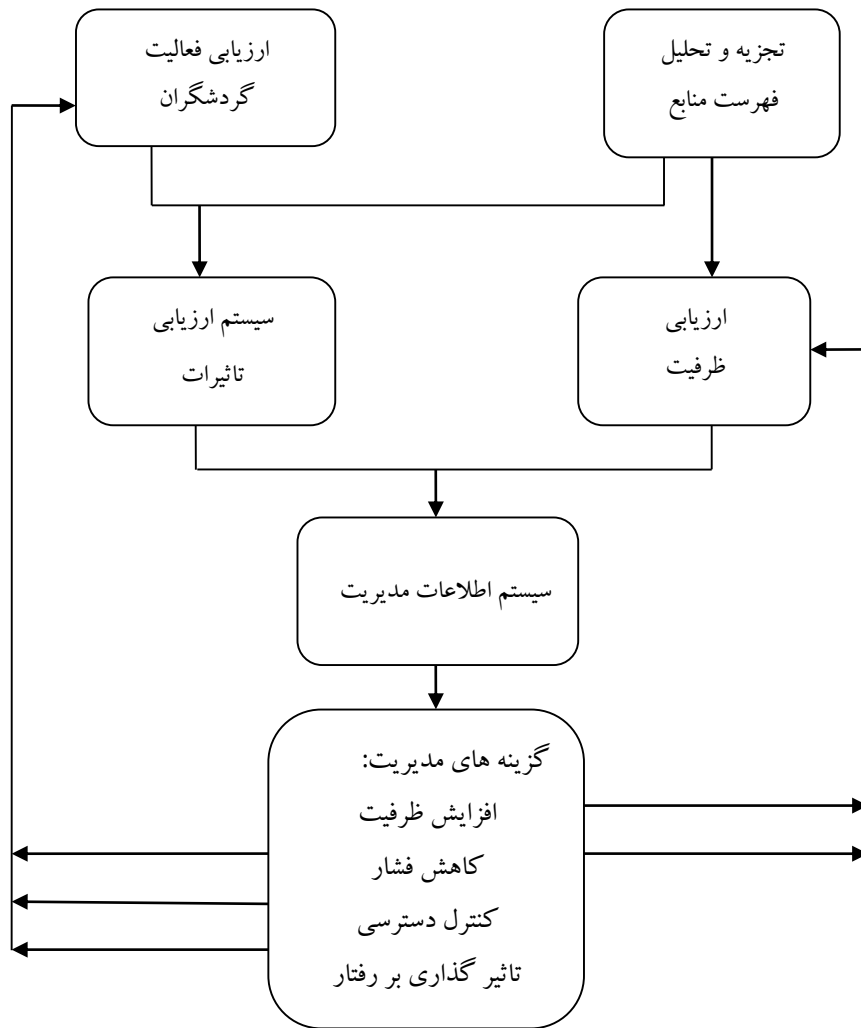 تجزیه و تحلیل
فهرست منابع
ارزیابی فعالیت
گردشگران
ارزیابی
ظرفیت
سیستم ارزیابی
تاثیرات
سیستم اطلاعات مدیریت
گزینه های مدیریت:
افزایش ظرفیت
کاهش فشار
کنترل دسترسی
تاثیر گذاری بر رفتار